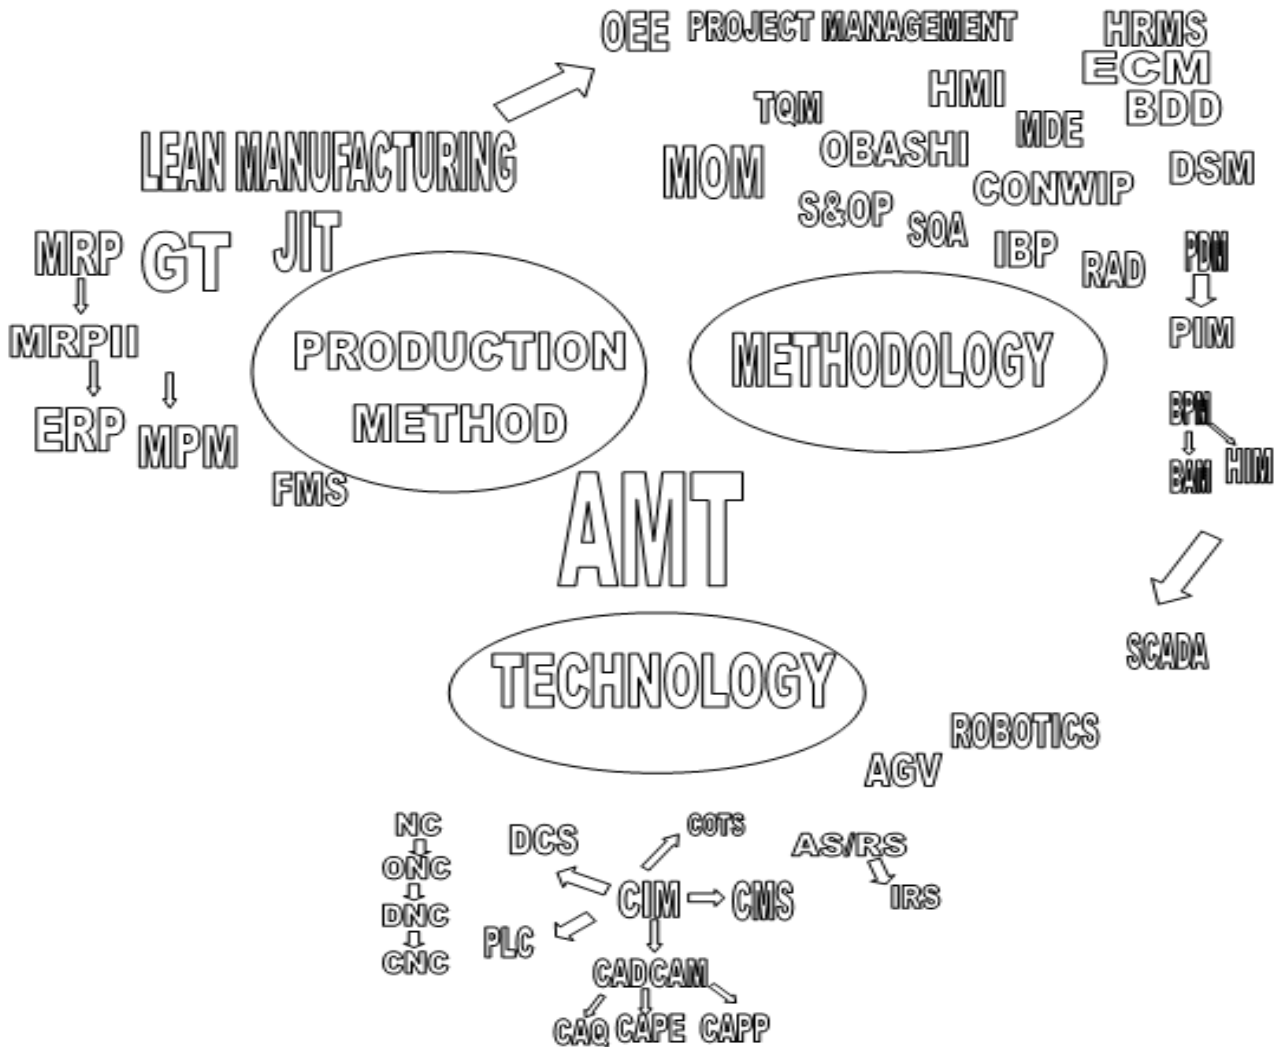 OEE PROJECT MANAGEMENT
HRMS
ECM
HMI
BDD
TQM
MDE
OBASHI
LEAN MANUFACTURING
MOM
DSM
CONWIP
S&OP
SOA
JIT
MRP
GT
IBP
PDM
RAD
MRPII
PIM
PRODUCTION
METHOD
METHODOLOGY
ERP
MPM
BPM
BAM
HIM
FMS
AMT
SCADA
TECHNOLOGY
ROBOTICS
AGV
NC
ONC
DNC
CNC
DCS
COTS
AS/RS
IRS
CIM
CMS
PLC
CADCAM
CAQ
CAPE
CAPP